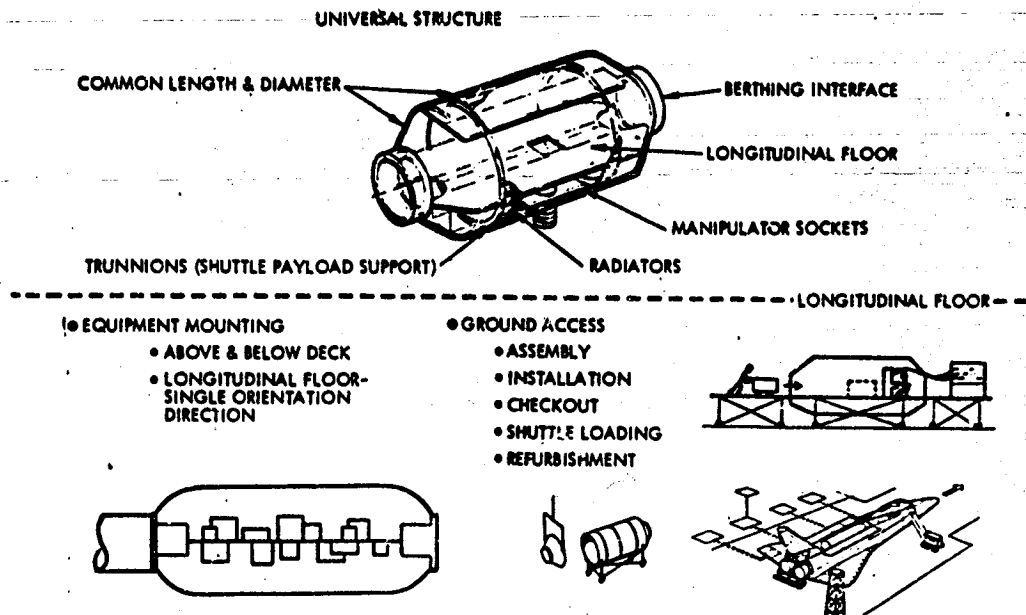 UNIVERSAL STRUCTURE
COMMON LENGTH & DIAMETER
BERTHING INTERFACE
LONGITUDINAL FLOOR
MANIPULATOR SOCKETS
TRUNNIONS (SHUTTLE PAYLOAD SUPPORT)
RADIATORS
LONGITUDINAL FLOOR
• EQUIPMENT MOUNTING
• ABOVE & BELOW DECK
• LONGITUDINAL FLOOR-
SINGLE ORIENTATION
DIRECTION
• GROUND ACCESS
• ASSEMBLY
• INSTALLATION
• CHECKOUT
• SHUTTLE LOADING
• REFURBISHMENT